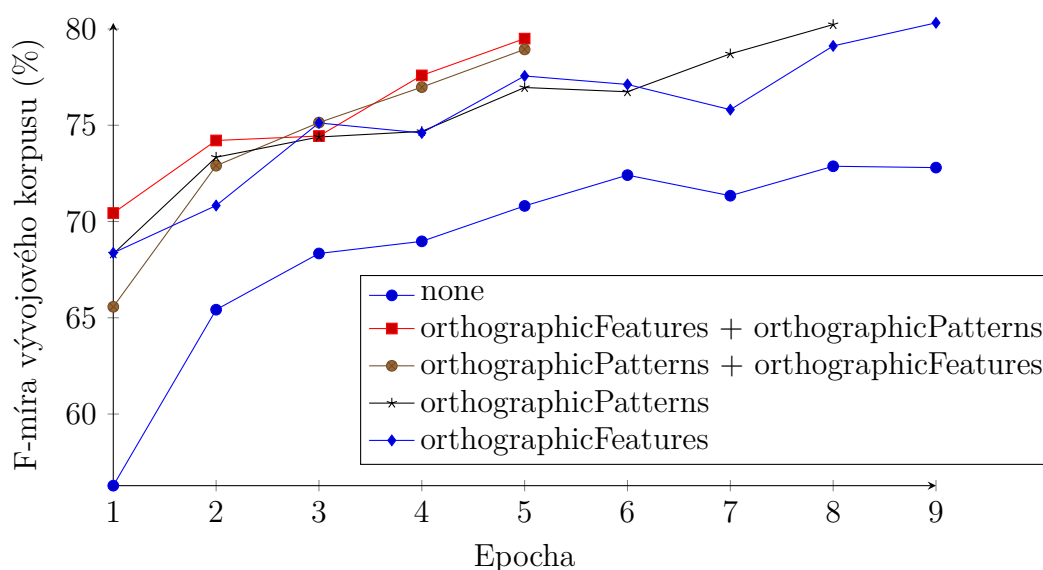 F-míra vývojového korpusu (%)
80
75
70
65
60
none
orthographicFeatures + orthographicPatterns
orthographicPatterns + orthographicFeatures
orthographicPatterns
orthographicFeatures
1 2 3 4 5 6 7 8 9
Epocha